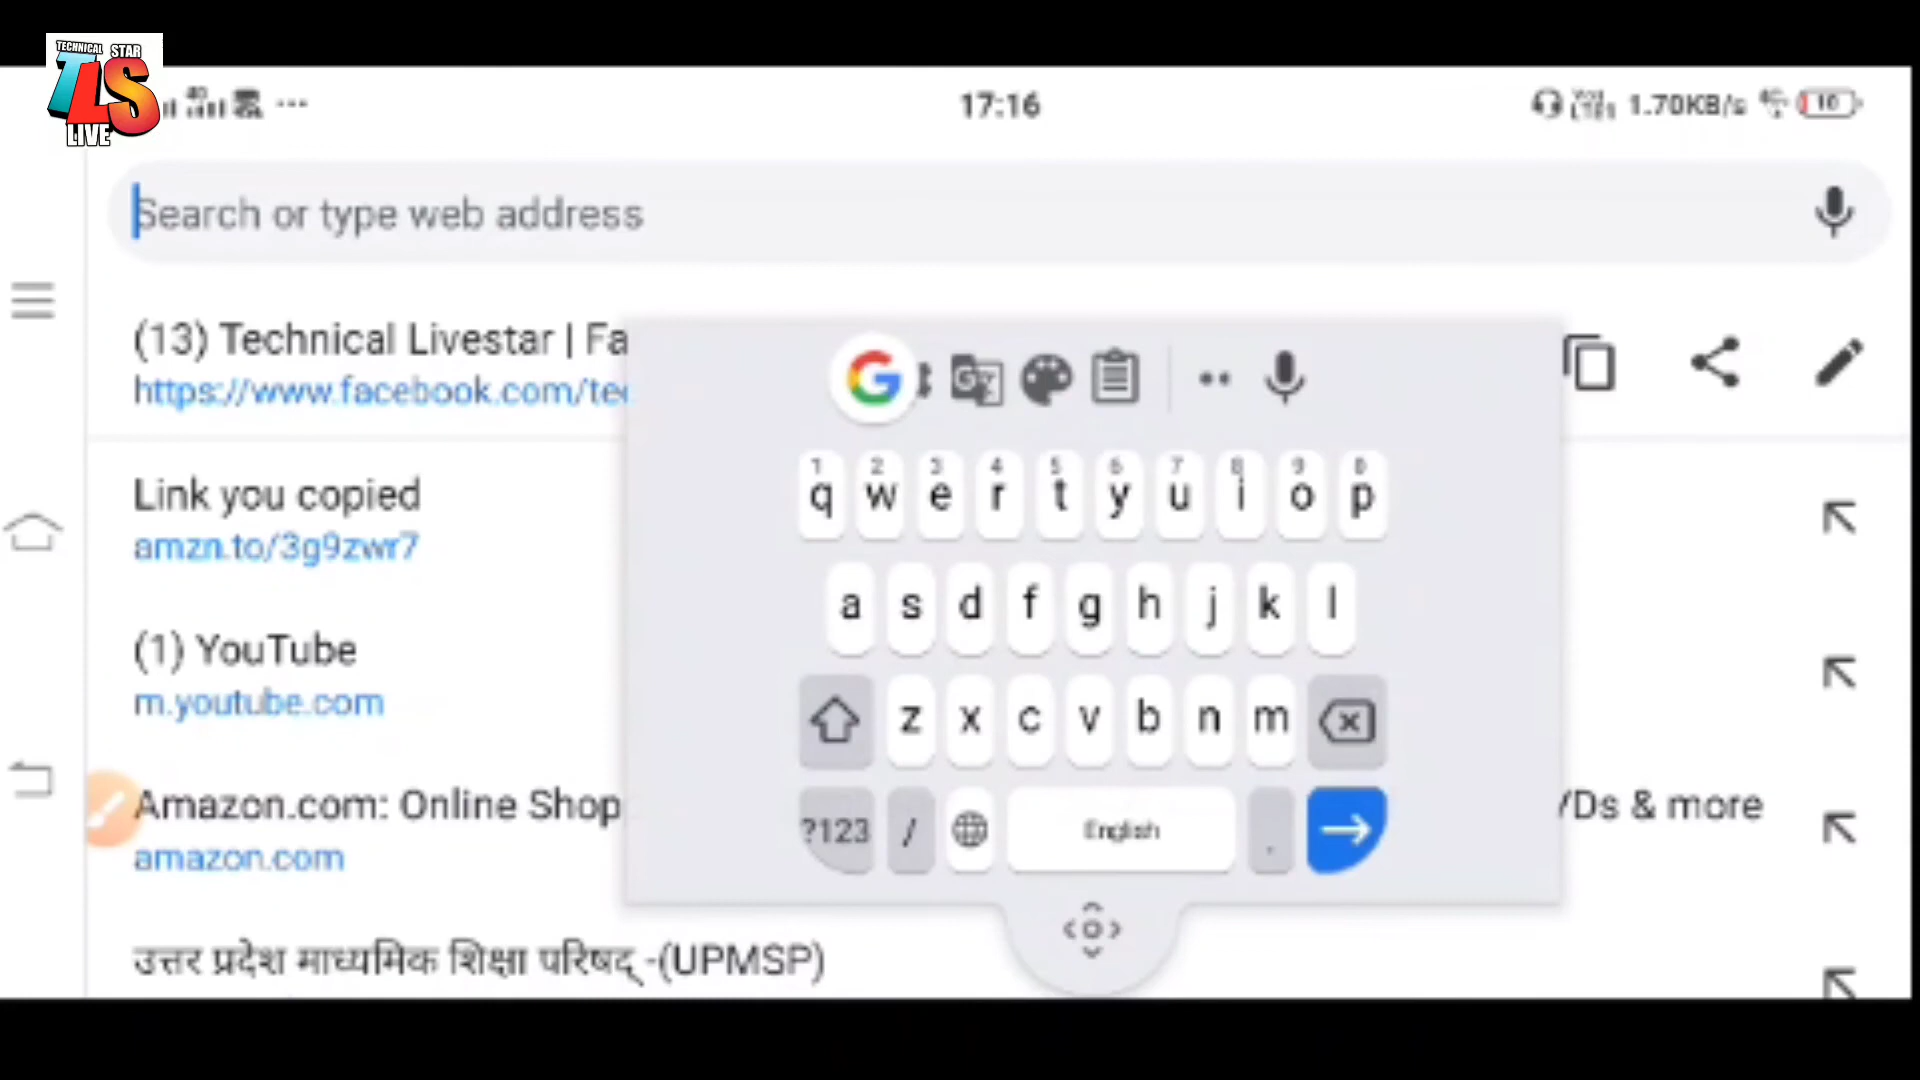 TECHNICAL STAR
TLS
LIVE
4G
17:16
1.70KB/s
10
Search or type web address
(13) Technical Livestar | Fa
https://www.facebook.com/tec
Link you copied
amzn.to/3g9zwr7
(1) YouTube
m.youtube.com
Amazon.com: Online Shop
/Ds & more
amazon.com
उत्तर प्रदेश माध्यमिक शिक्षा परिषद् -(UPMSP)
G
1 2 3 4 5 6 7 8 9 0
q w e r t y u i o p
a s d f g h j k l
z x c v b n m
?123 / English .